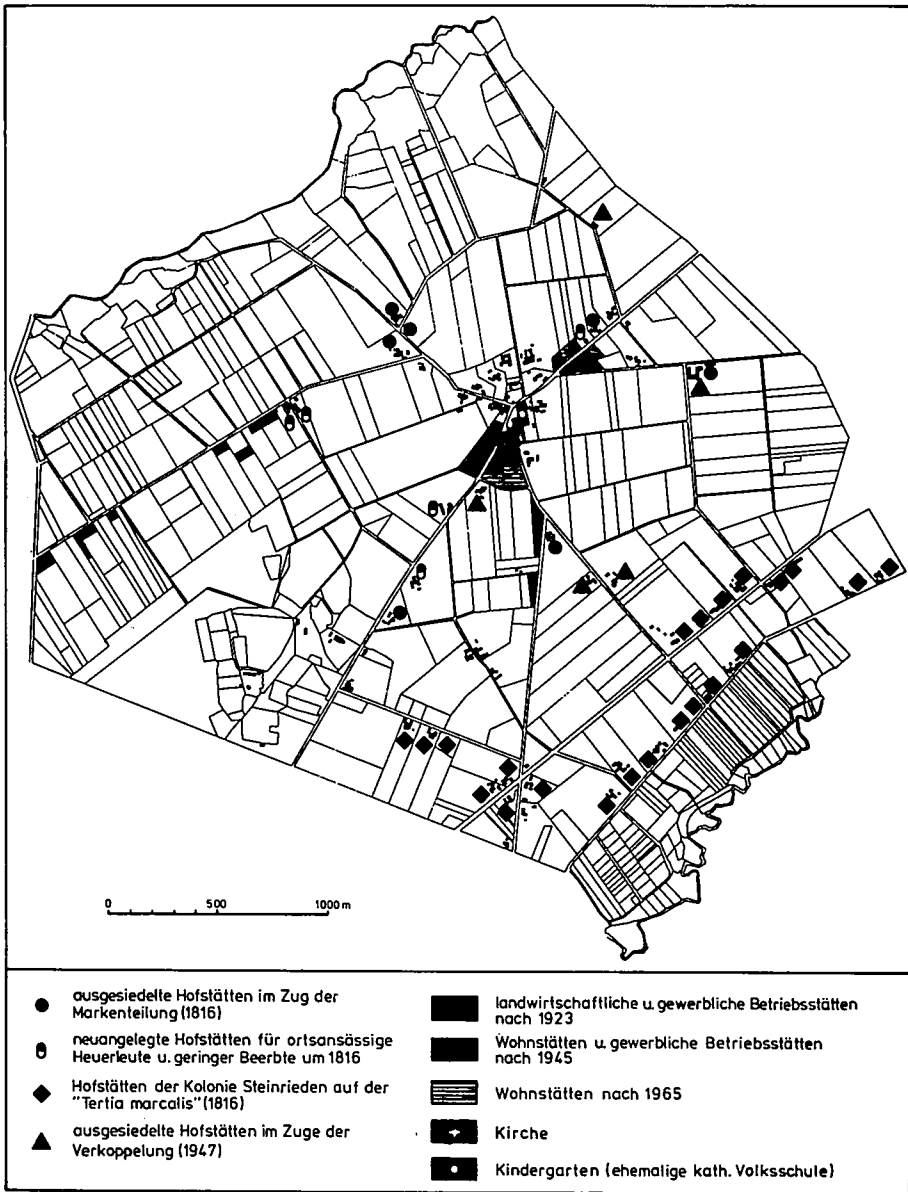 0 500 1000 m
ausgesiedelte Hofstätten im Zug der
Markenteilung (1816)
neuangelegte Hofstätten für ortsansässige
Heuerleute u. geringer Beerbte um 1816
Hofstätten der Kolonie Steinrieden auf der
"Tertia marcalis" (1816)
ausgesiedelte Hofstätten im Zuge der
Verkoppelung (1947)
landwirtschaftliche u. gewerbliche Betriebsstätten
nach 1923
Wohnstätten u. gewerbliche Betriebsstätten
nach 1945
Wohnstätten nach 1965
Kirche
Kindergarten (ehemalige kath. Volksschule)